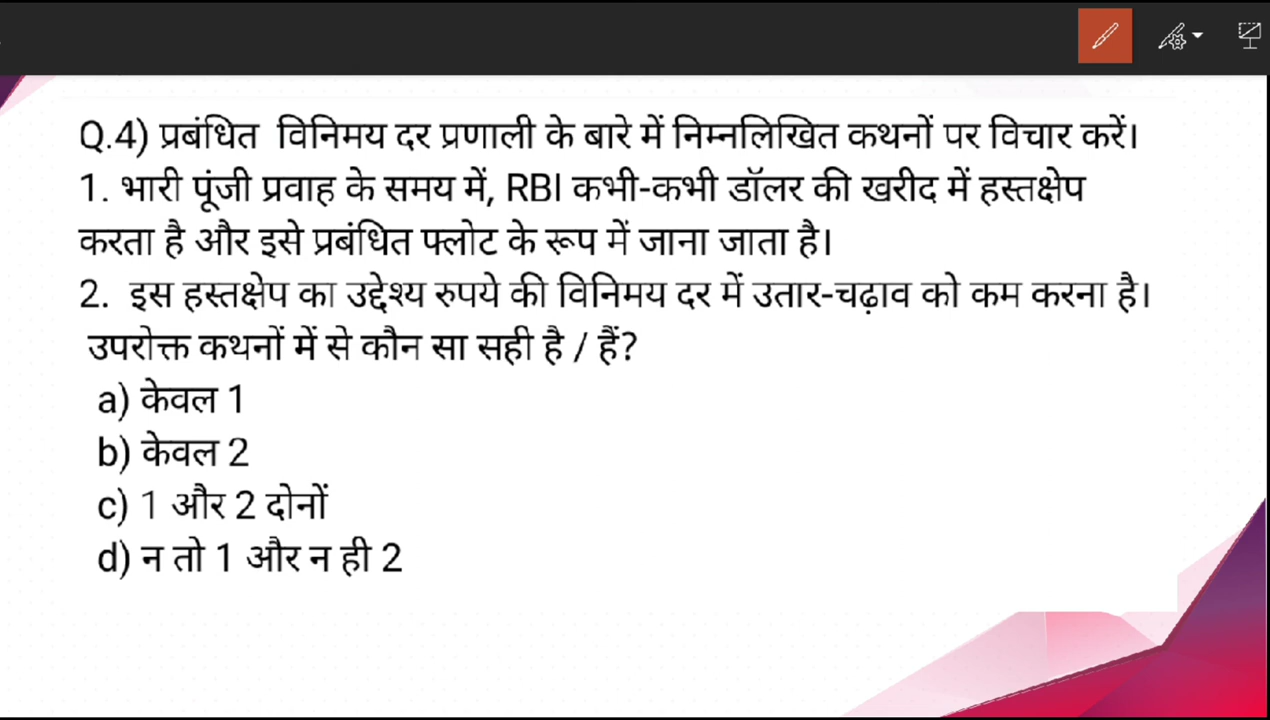 Q.4) प्रबंधित विनिमय दर प्रणाली के बारे में निम्नलिखित कथनों पर विचार करें।
1. भारी पूंजी प्रवाह के समय में, RBI कभी-कभी डॉलर की खरीद में हस्तक्षेप
करता है और इसे प्रबंधित फ्लोट के रूप में जाना जाता है।
2. इस हस्तक्षेप का उद्देश्य रुपये की विनिमय दर में उतार-चढ़ाव को कम करना है।
उपरोक्त कथनों में से कौन सा सही है / हैं?
a) केवल 1
b) केवल 2
c) 1 और 2 दोनों
d) न तो 1 और न ही 2